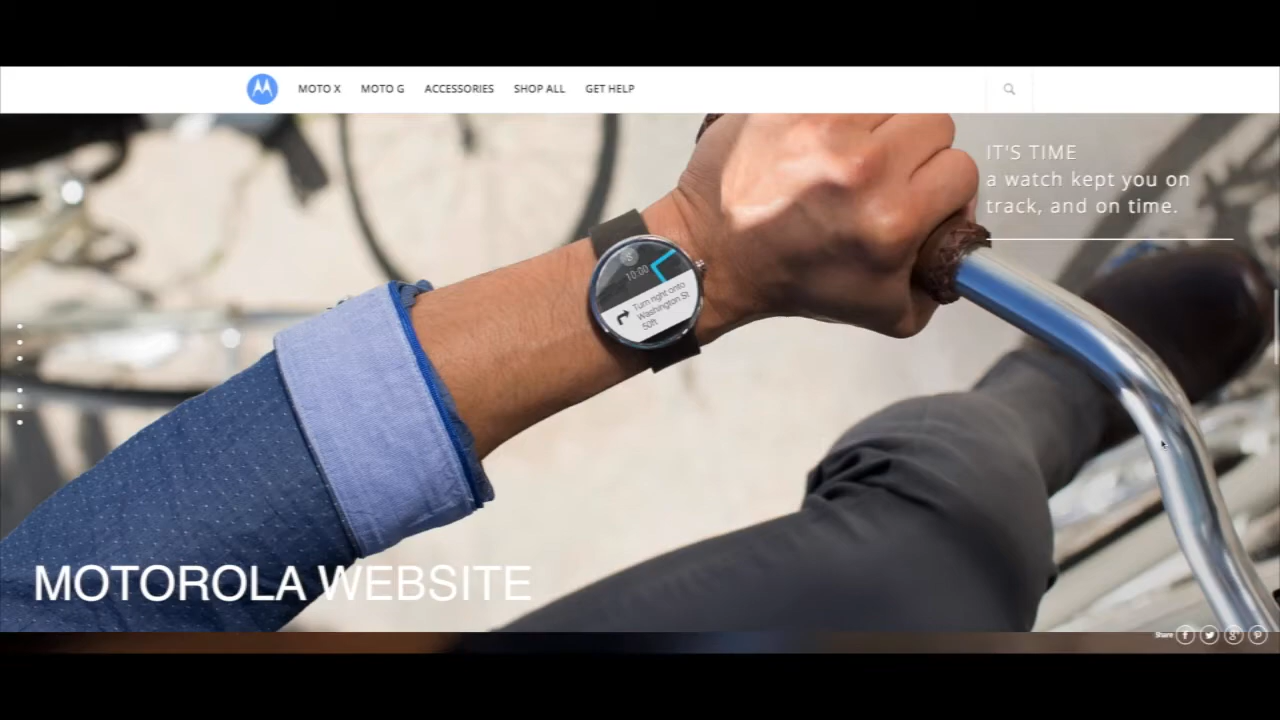 MOTO X MOTO G ACCESSORIES SHOP ALL GET HELP
IT'S TIME
a watch kept you on
track, and on time.
S
10:00
Turn right onto
Washington St
50ft
MOTOROLA WEBSITE
Share